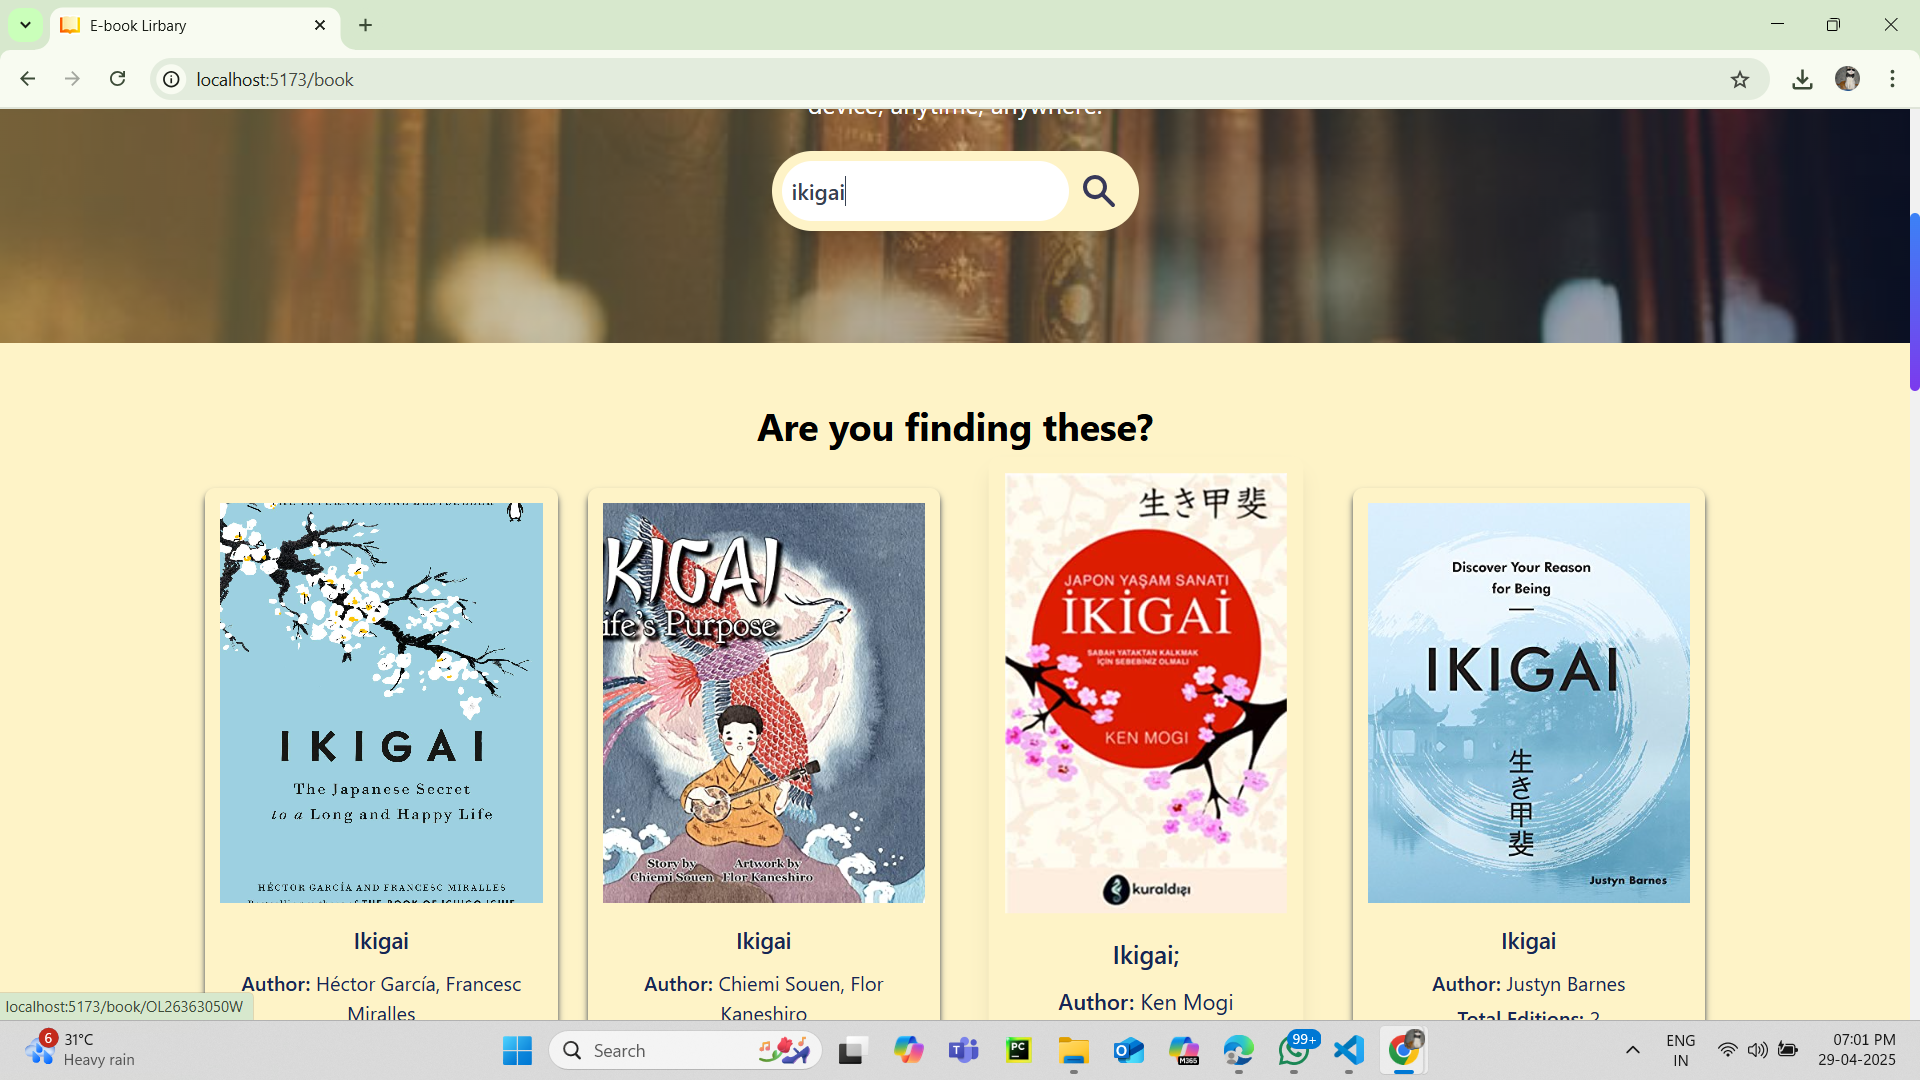 E-book Lirbary
localhost:5173/book
device, anytime, anywhere.
ikigai
Are you finding these?
IKIGAI
The Japanese Secret
to a Long and Happy Life
HÉCTOR GARCÍA AND FRANCESC MIRALLES
Ikigai
Author: Héctor García, Francesc
Miralles
IKIGAI
ife's Purpose
Story by
Chiemi Souen
Artwork by
Flor Kaneshiro
Ikigai
Author: Chiemi Souen, Flor
Kaneshiro
生き甲斐
JAPON YAŞAM SANATI
İKİGAİ
SABAH YATAKTAN KALKMAK
İÇİN SEBEBİNİZ OLMALI
KEN MOGI
kuraldışı
Ikigai;
Author: Ken Mogi
Discover Your Reason
for Being
IKIGAI
生き甲斐
Justyn Barnes
Ikigai
Author: Justyn Barnes
Total Editions: 2
localhost:5173/book/OL26363050W
6
31°C
Heavy rain
Search
PC
M365
99+
ENG
IN
07:01 PM
29-04-2025